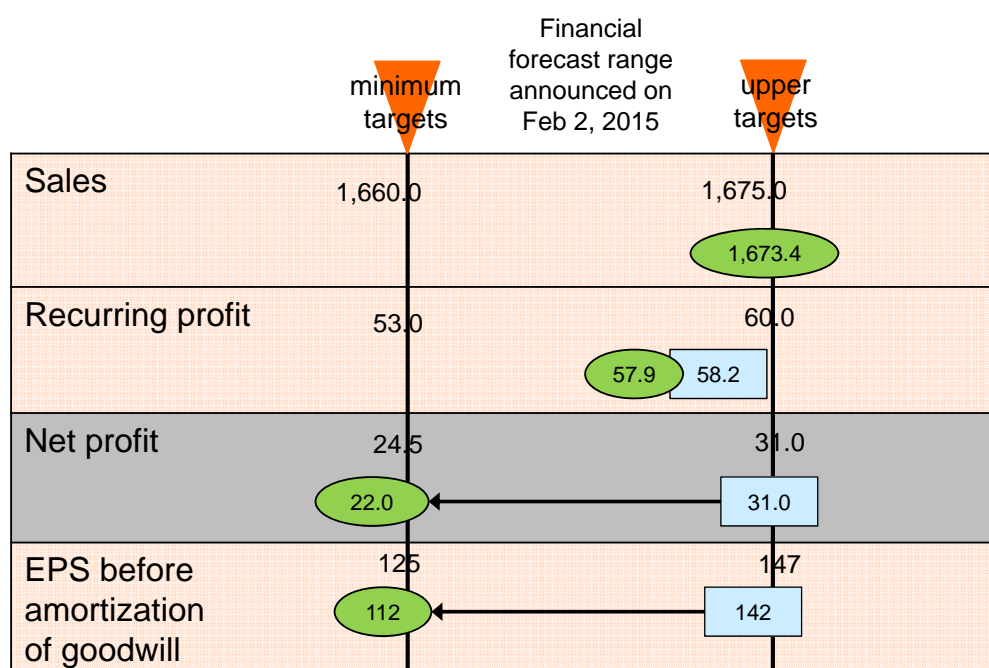 Financial
forecast range
announced on
Feb 2, 2015
minimum
targets
upper
targets
Sales
1,660.0
1,675.0
1,673.4
Recurring profit
53.0
60.0
57.9
58.2
Net profit
24.5
31.0
22.0
31.0
EPS before
amortization
of goodwill
125
147
112
142